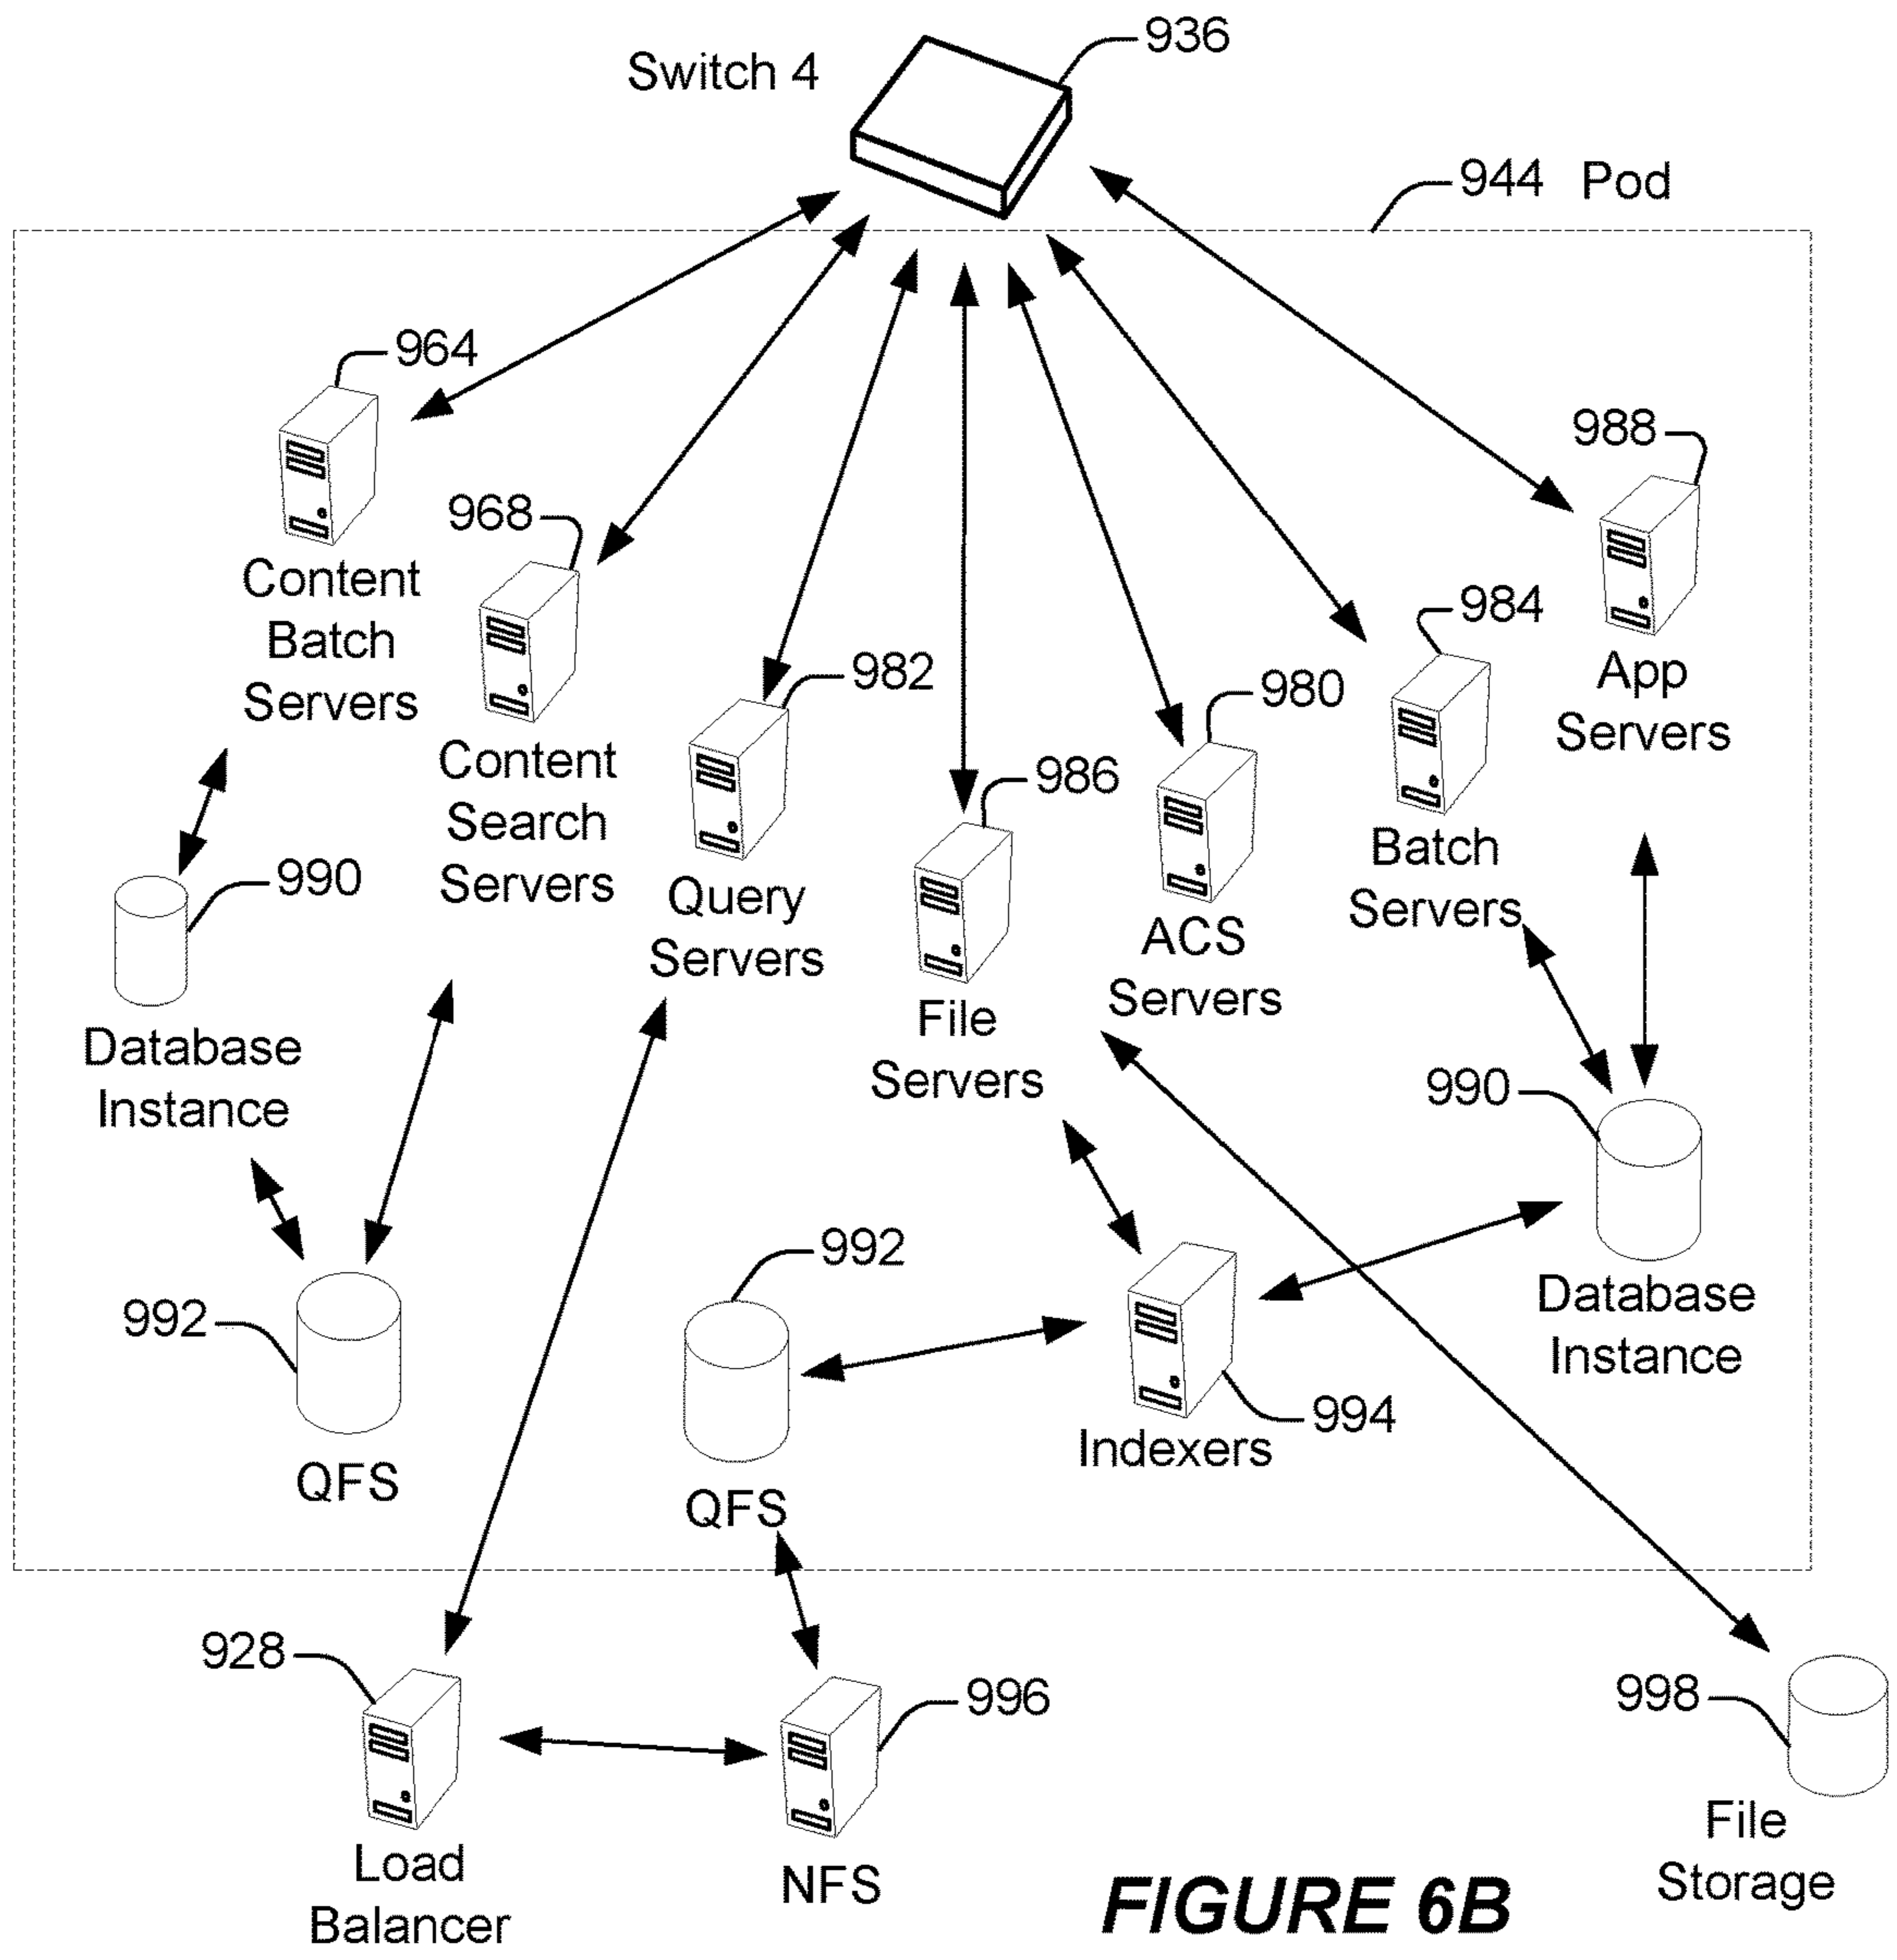 936
Switch 4
944 Pod
964
988
968
Content
Batch
Servers
984
982
980
App
Servers
Content
Search
Servers
986
Batch
Servers
990
Query
Servers
ACS
Servers
File
Servers
Database
Instance
990
992
992
Database
Instance
994
Indexers
QFS
QFS
928
996
998
File
Storage
Load
Balancer
NFS
FIGURE 6B